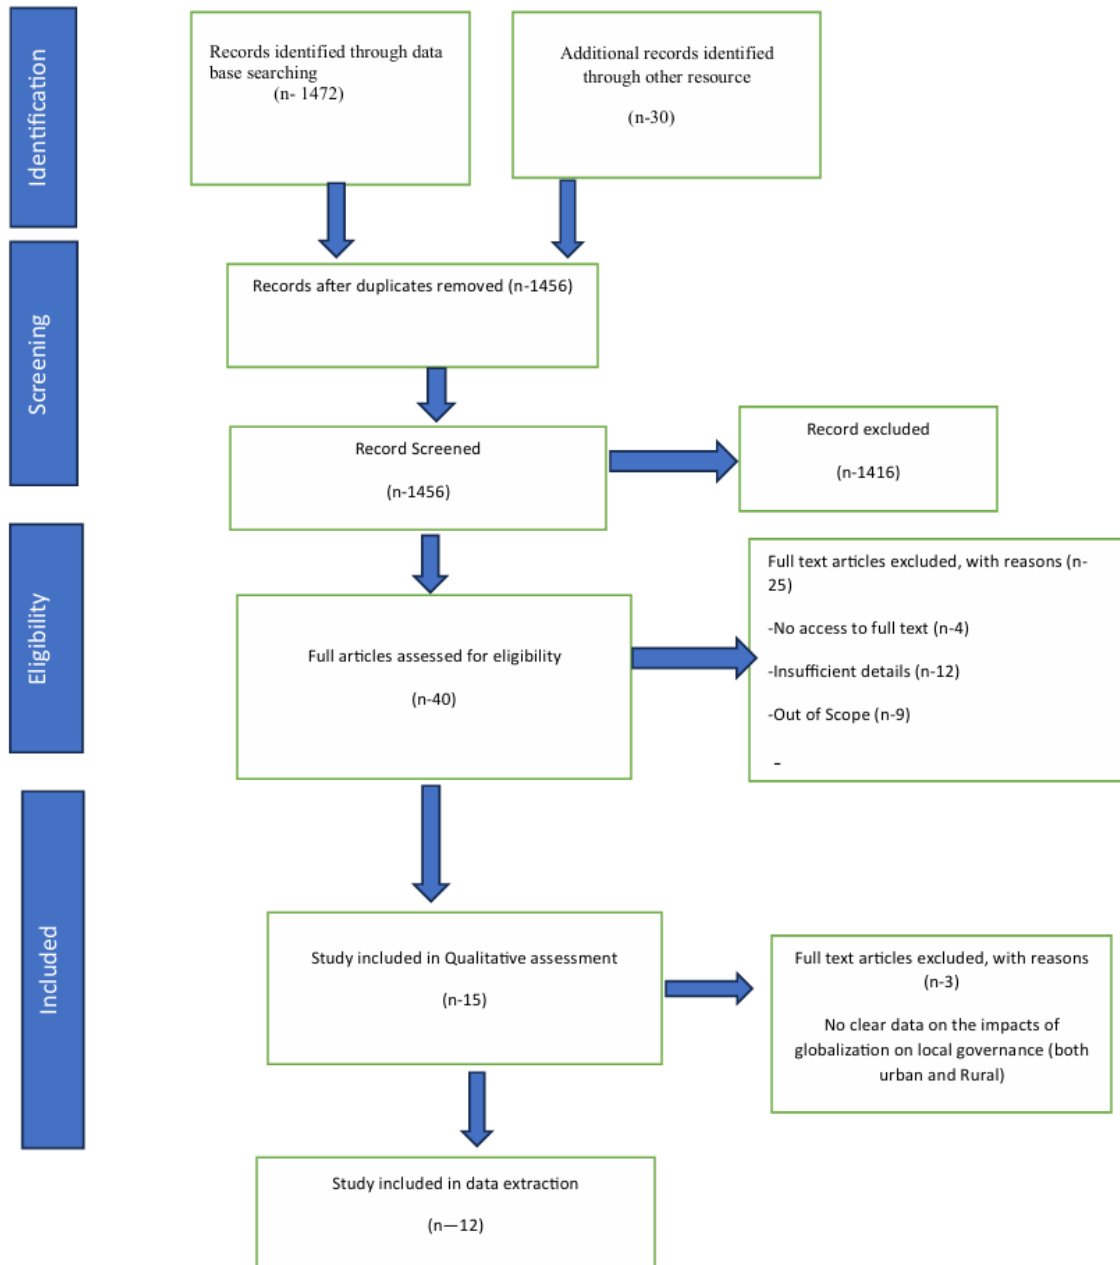 Identification
Records identified through data
base searching
(n- 1472)
Additional records identified
through other resource
(n-30)
Screening
Records after duplicates removed (n-1456)
Record Screened
(n-1456)
Record excluded
(n-1416)
Eligibility
Full articles assessed for eligibility
(n-40)
Full text articles excluded, with reasons (n-
25)
-No access to full text (n-4)
-Insufficient details (n-12)
-Out of Scope (n-9)
-
Included
Study included in Qualitative assessment
(n-15)
Full text articles excluded, with reasons
(n-3)
No clear data on the impacts of
globalization on local governance (both
urban and Rural)
Study included in data extraction
(n—12)